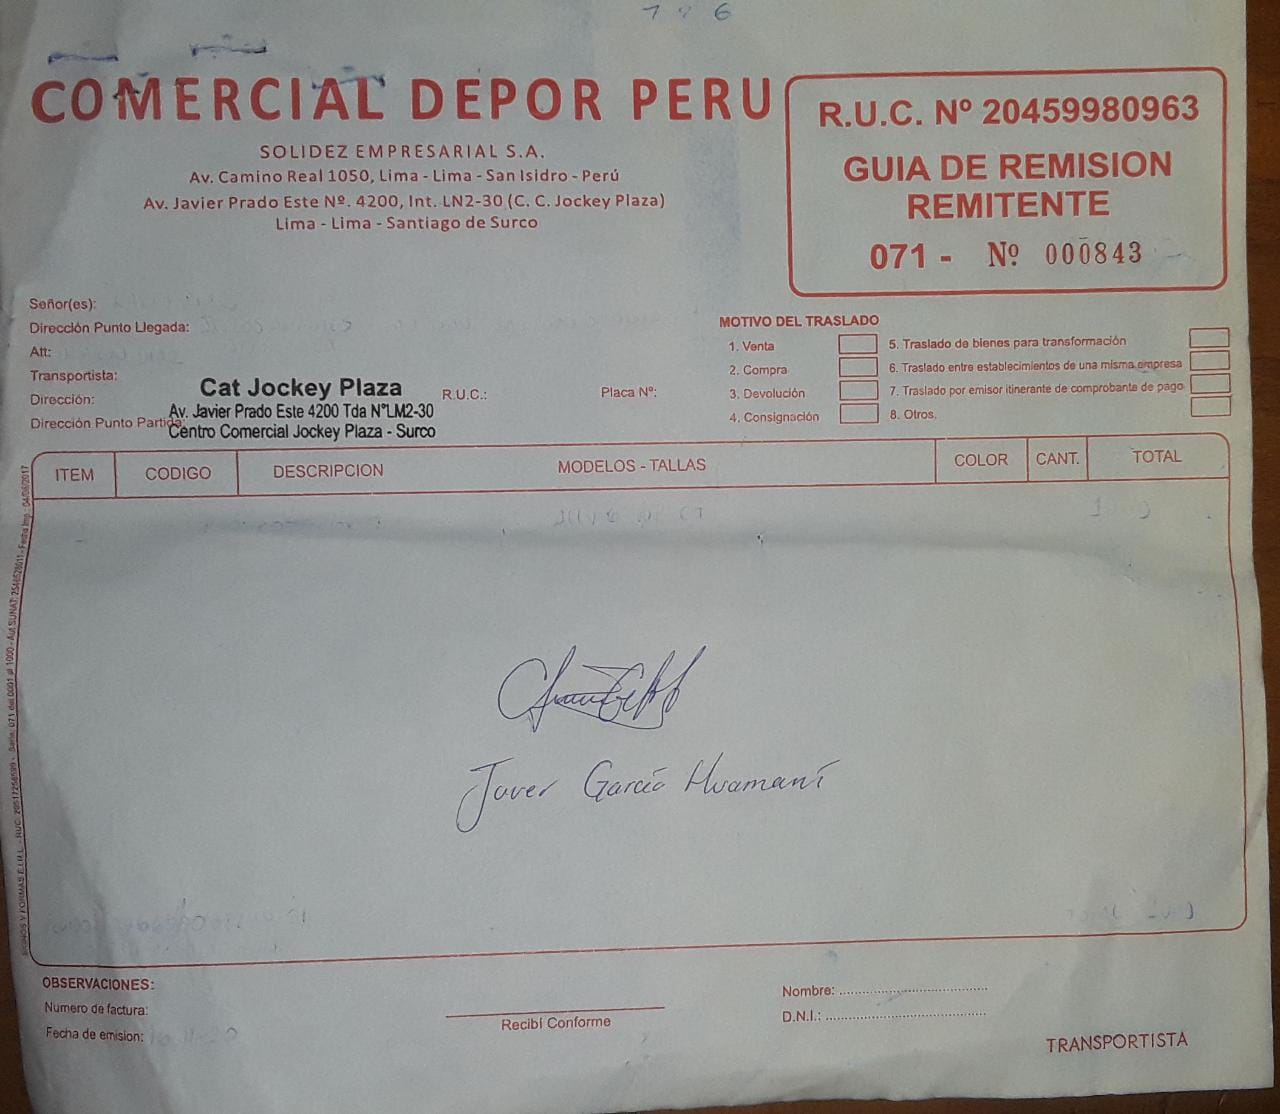 7 8 6
COMERCIAL DEPOR PERU
SOLIDEZ EMPRESARIAL S.A.
Av. Camino Real 1050, Lima - Lima - San Isidro - Perú
Av. Javier Prado Este Nº. 4200, Int. LN2-30 (C. C. Jockey Plaza)
Lima - Lima - Santiago de Surco
R.U.C. Nº 20459980963
GUIA DE REMISION
REMITENTE
071 - Nº 000843
Señor(es):
Dirección Punto Llegada:
Att:
Transportista:
Dirección:
Dirección Punto Partida:
Cat Jockey Plaza
Av. Javier Prado Este 4200 Tda N°LM2-30
Centro Comercial Jockey Plaza - Surco
R.U.C.:
Placa Nº:
MOTIVO DEL TRASLADO
1. Venta
2. Compra
3. Devolución
4. Consignación
5. Traslado de bienes para transformación
6. Traslado entre establecimientos de una misma empresa
7. Traslado por emisor itinerante de comprobante de pago
8. Otros.
ITEM CODIGO DESCRIPCION MODELOS - TALLAS COLOR CANT. TOTAL
Javer García Huamaní
OBSERVACIONES:
Numero de factura:
Fecha de emision:
Recibí Conforme
Nombre:
D.N.I.:
TRANSPORTISTA